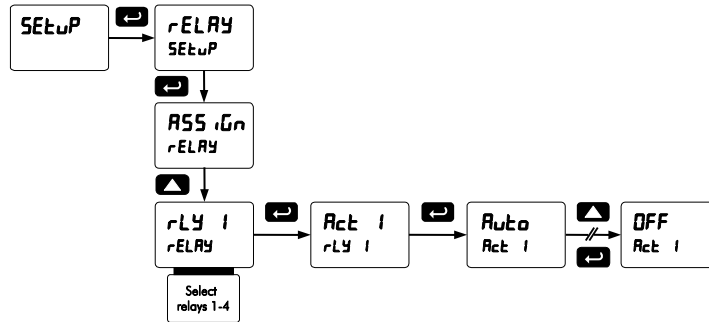 SEtuP
rELAY
SEtuP
ASSiGn
rELAY
rLY 1
rELAY
Act 1
rLY 1
Auto
Act 1
OFF
Act 1
Select
relays 1-4